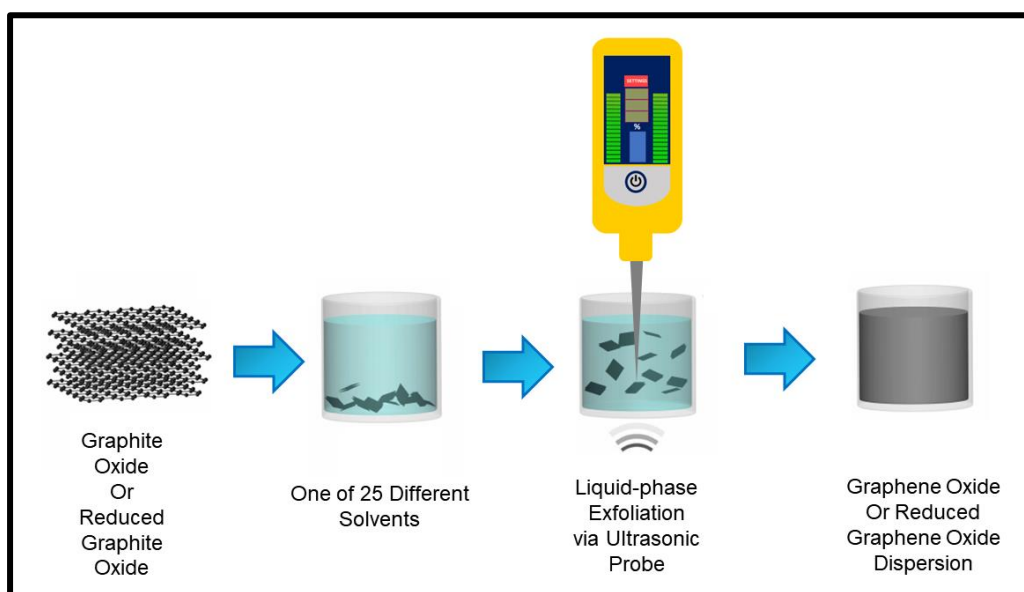 SETTINGS
%
Graphite
Oxide
Or
Reduced
Graphite
Oxide
One of 25 Different
Solvents
Liquid-phase
Exfoliation
via Ultrasonic
Probe
Graphene Oxide
Or Reduced
Graphene Oxide
Dispersion